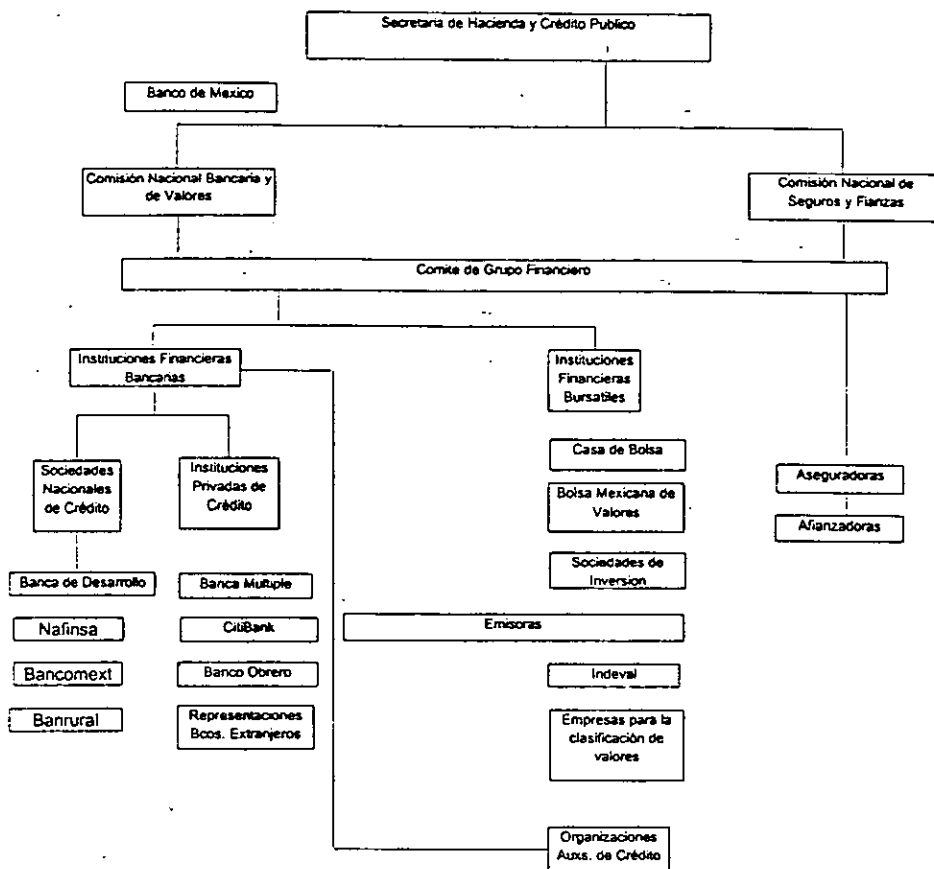 Secretaria de Hacienda y Crédito Publico
Banco de Mexico
Comisión Nacional Bancaria y
de Valores
Comisión Nacional de
Seguros y Fianzas
Comite de Grupo Financiero
Instituciones Financieras
Bancarias
Instituciones
Financieras
Bursatiles
Sociedades
Nacionales
de Crédito
Instituciones
Privadas de
Crédito
Casa de Bolsa
Bolsa Mexicana de
Valores
Aseguradoras
Afianzadoras
Sociedades de
Inversion
Banca de Desarrollo
Banca Multiple
Nafinsa
CitiBank
Emisoras
Bancomext
Banco Obrero
Indeval
Banrural
Representaciones
Bcos. Extranjeros
Empresas para la
clasificación de
valores
Organizaciones
Auxs. de Crédito